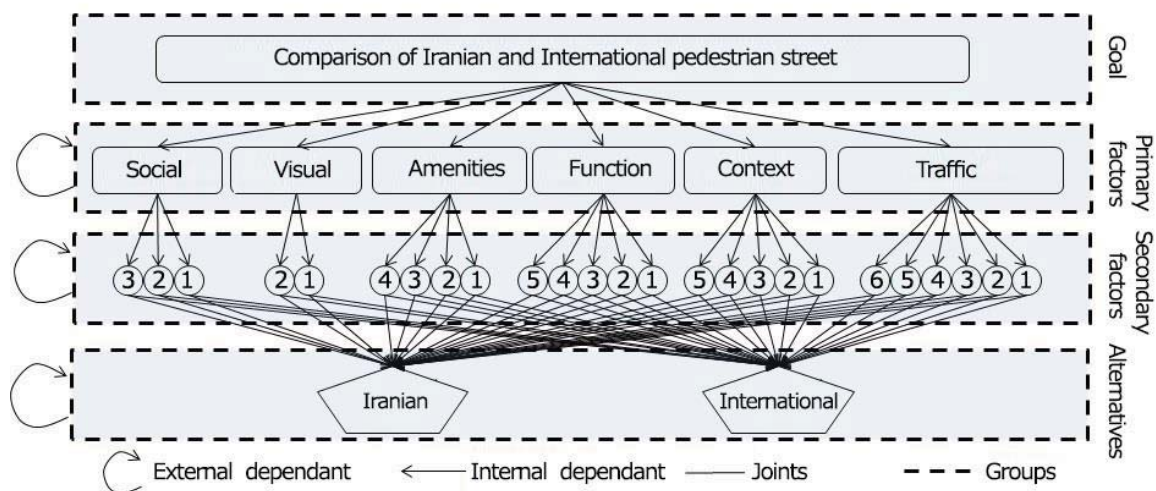 Comparison of Iranian and International pedestrian street
Goal
Social Visual Amenities Function Context Traffic
Primary
factors
3 2 1 2 1 4 3 2 1 5 4 3 2 1 5 4 3 2 1 6 5 4 3 2 1
Secondary
factors
Iranian International
Alternatives
External dependant Internal dependant Joints Groups